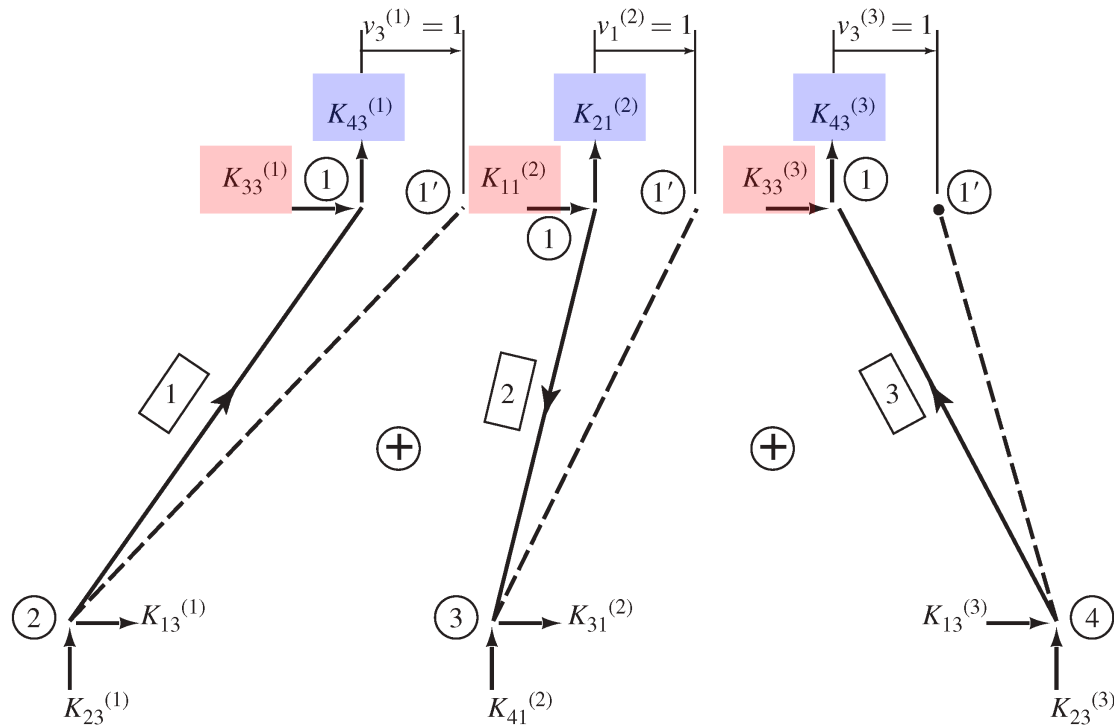 v₃⁽¹⁾ = 1 v₁⁽²⁾ = 1 v₃⁽³⁾ = 1
K₄₃⁽¹⁾ K₂₁⁽²⁾ K₄₃⁽³⁾
K₃₃⁽¹⁾ 1 1′ K₁₁⁽²⁾ 1′ K₃₃⁽³⁾ 1 1′
1
1 2 3
+ +
2 K₁₃⁽¹⁾ 3 K₃₁⁽²⁾ K₁₃⁽³⁾ 4
K₂₃⁽¹⁾ K₄₁⁽²⁾ K₂₃⁽³⁾